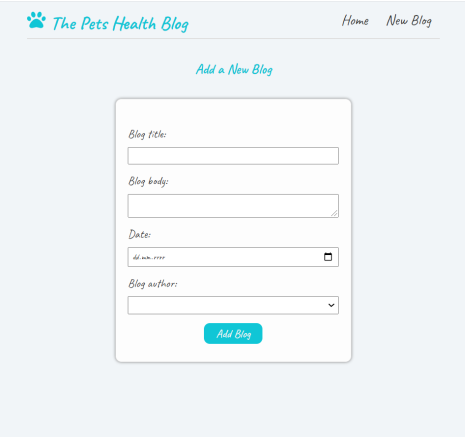 The Pets Health Blog
Home New Blog
Add a New Blog
Blog title:
Blog body:
Date:
dd.mm.rrrr
Blog author:
Add Blog